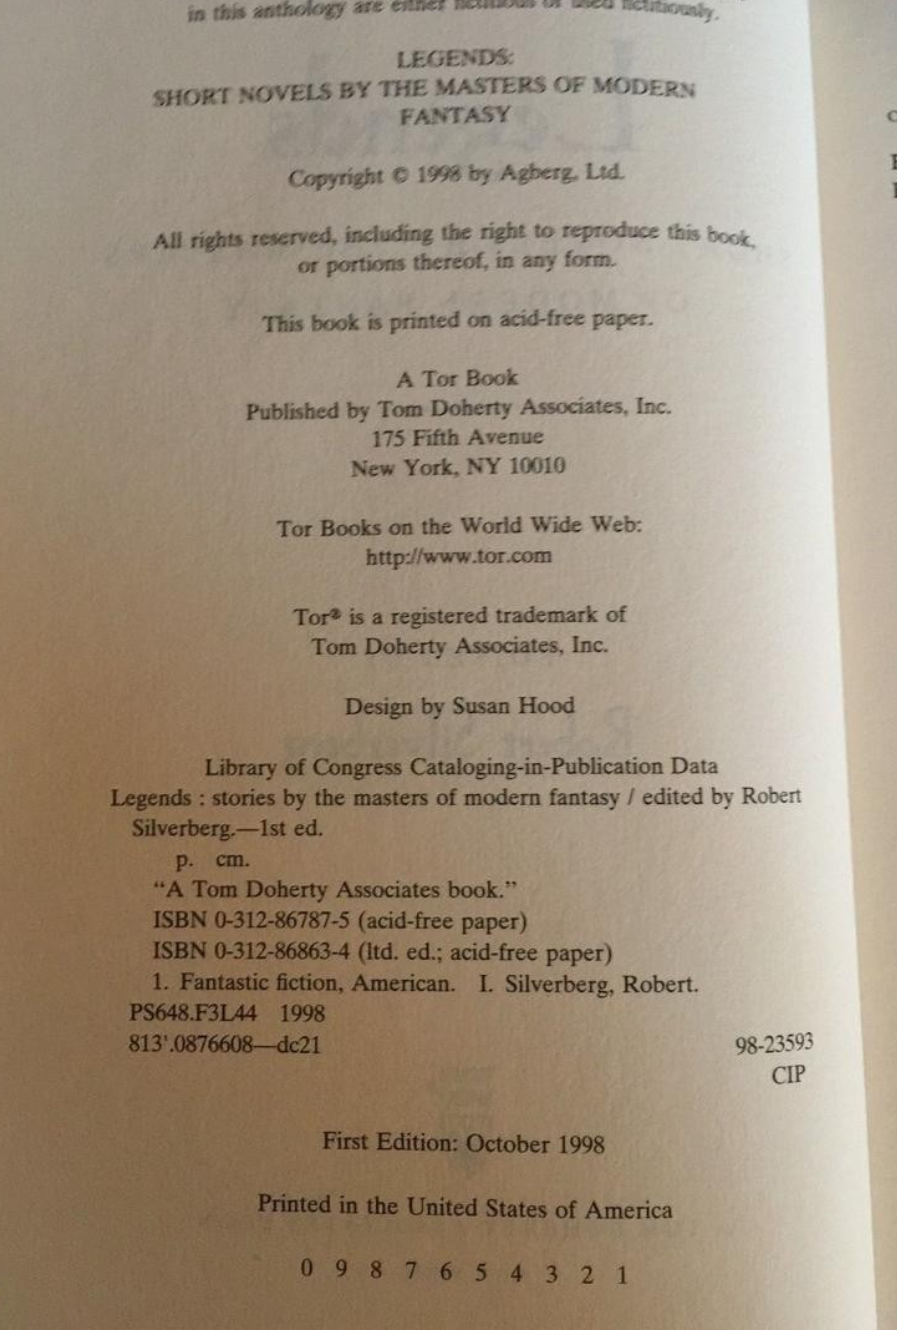 in this anthology are either fictitious or used fictitiously.
LEGENDS:
SHORT NOVELS BY THE MASTERS OF MODERN
FANTASY
Copyright © 1998 by Agberg, Ltd.
All rights reserved, including the right to reproduce this book,
or portions thereof, in any form.
This book is printed on acid-free paper.
A Tor Book
Published by Tom Doherty Associates, Inc.
175 Fifth Avenue
New York, NY 10010
Tor Books on the World Wide Web:
http://www.tor.com
Tor® is a registered trademark of
Tom Doherty Associates, Inc.
Design by Susan Hood
Library of Congress Cataloging-in-Publication Data
Legends : stories by the masters of modern fantasy / edited by Robert
Silverberg.—1st ed.
p. cm.
“A Tom Doherty Associates book.”
ISBN 0-312-86787-5 (acid-free paper)
ISBN 0-312-86863-4 (ltd. ed.; acid-free paper)
1. Fantastic fiction, American. I. Silverberg, Robert.
PS648.F3L44 1998
813'.0876608—dc21 98-23593
CIP
First Edition: October 1998
Printed in the United States of America
0 9 8 7 6 5 4 3 2 1